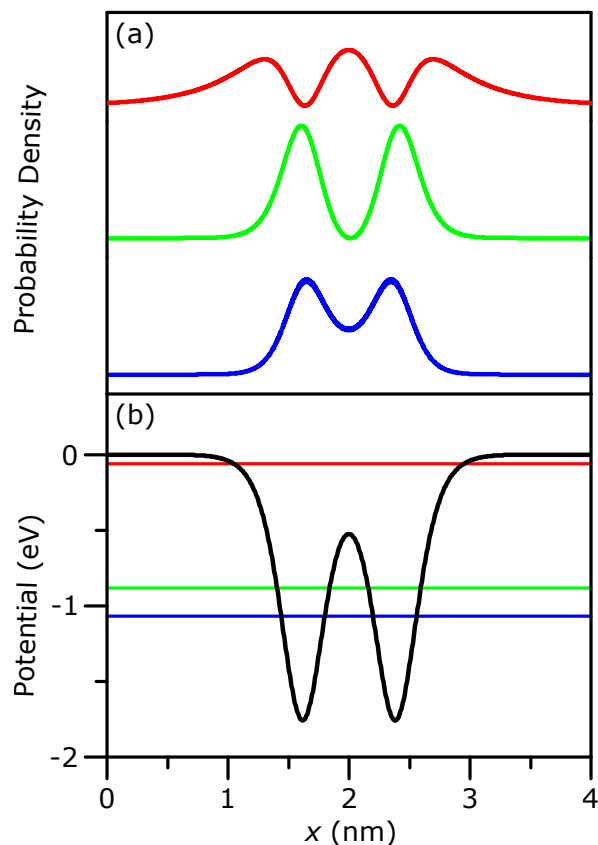 (a)
Probability Density
(b)
0
-1
-2
Potential (eV)
0
1
2
3
4
x (nm)